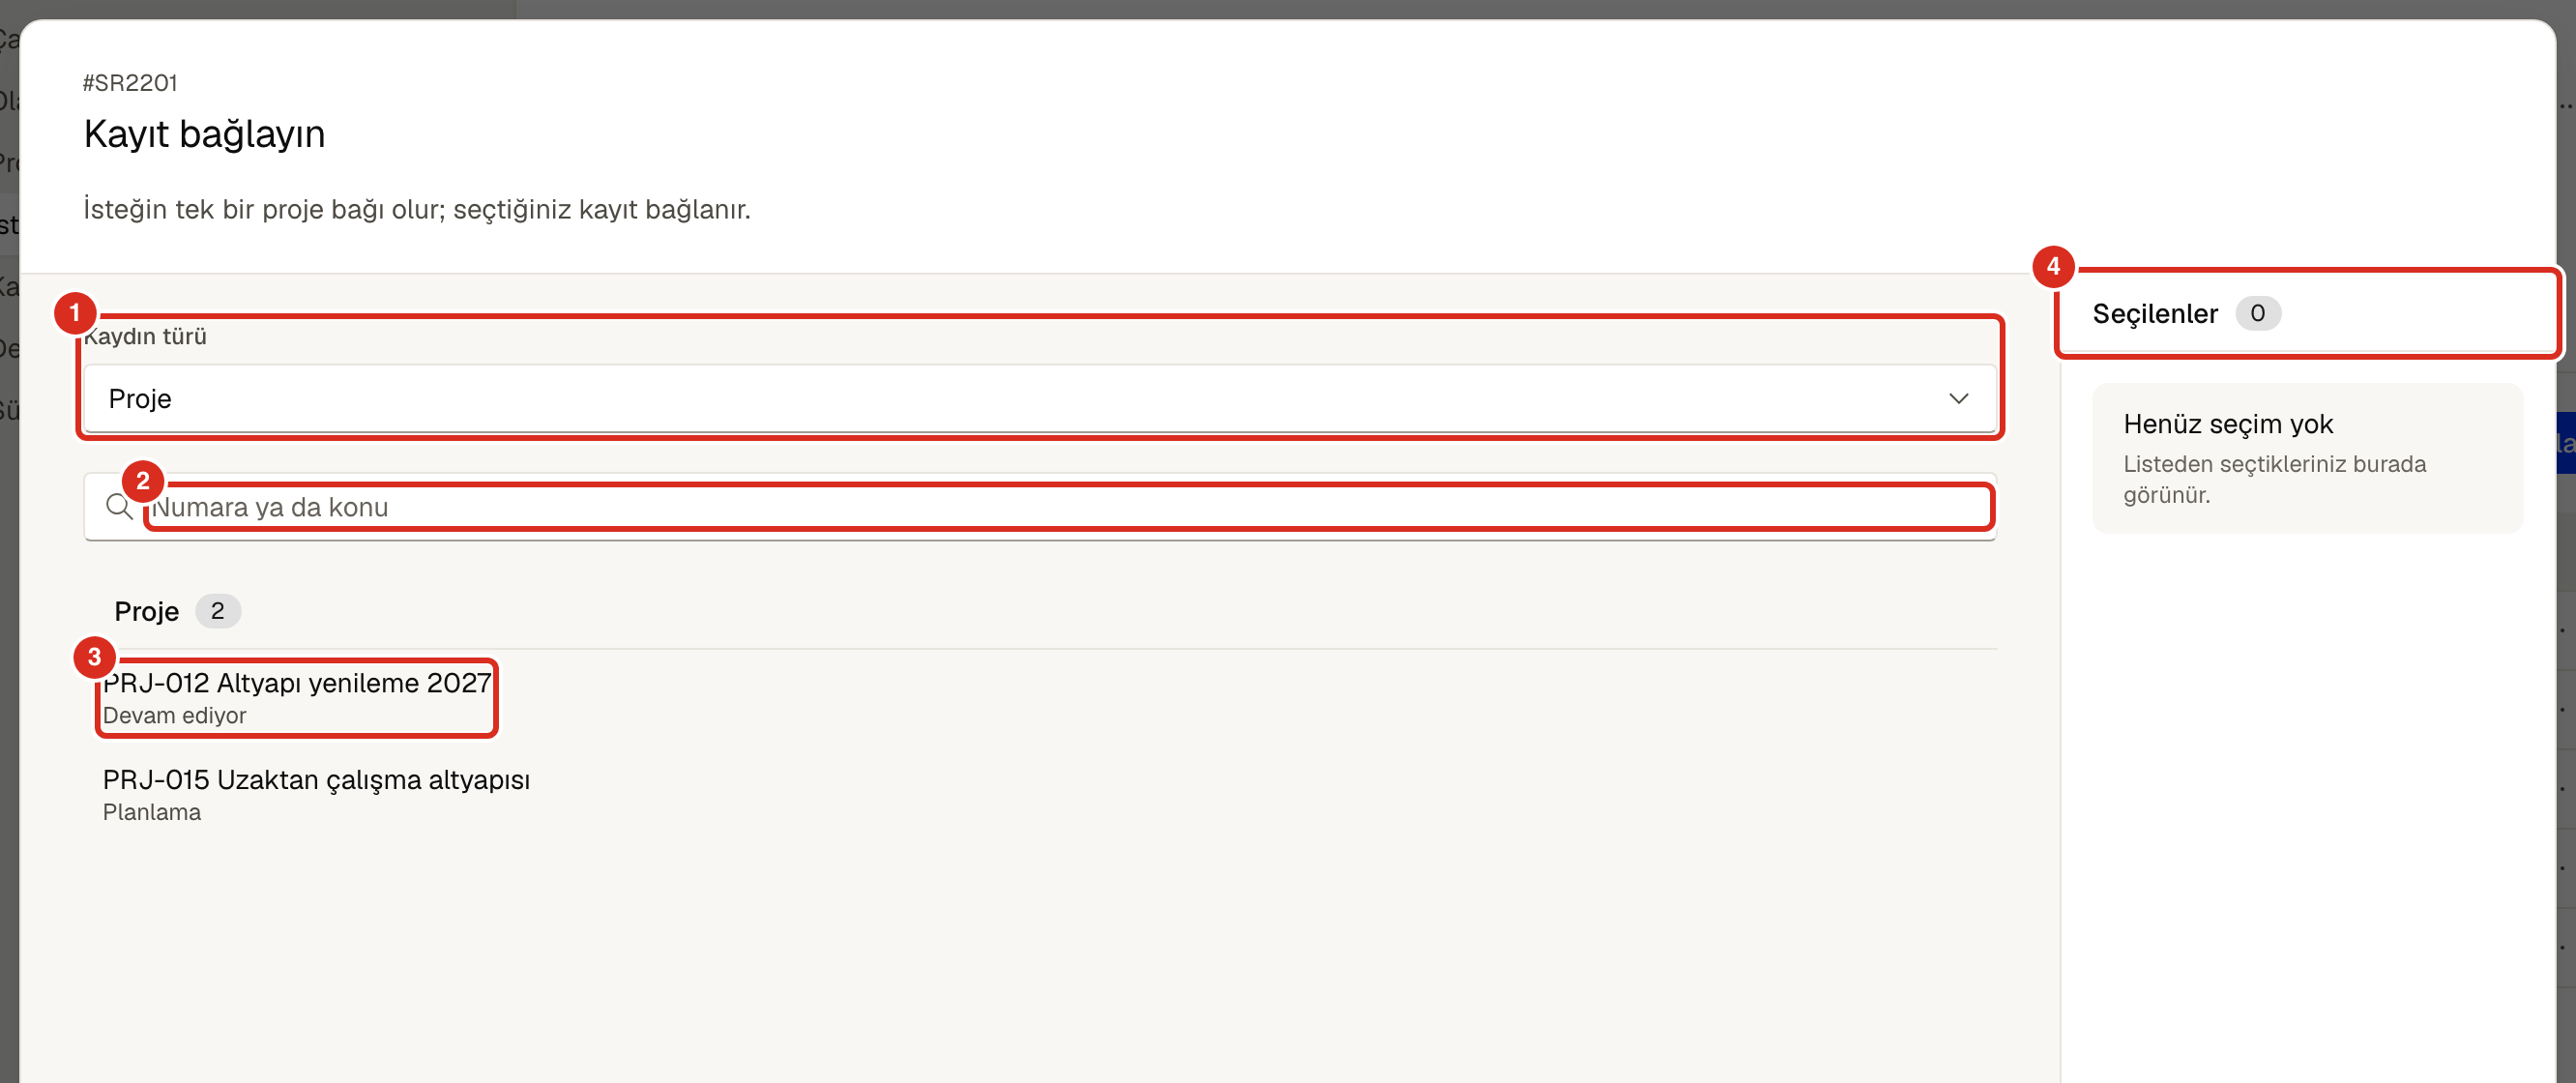 #SR2201
Kayıt bağlayın
İsteğin tek bir proje bağı olur; seçtiğiniz kayıt bağlanır.
1
Kaydın türü
Proje
2
Numara ya da konu
Proje 2
3
PRJ-012 Altyapı yenileme 2027
Devam ediyor
PRJ-015 Uzaktan çalışma altyapısı
Planlama
4
Seçilenler 0
Henüz seçim yok
Listeden seçtikleriniz burada
görünür.